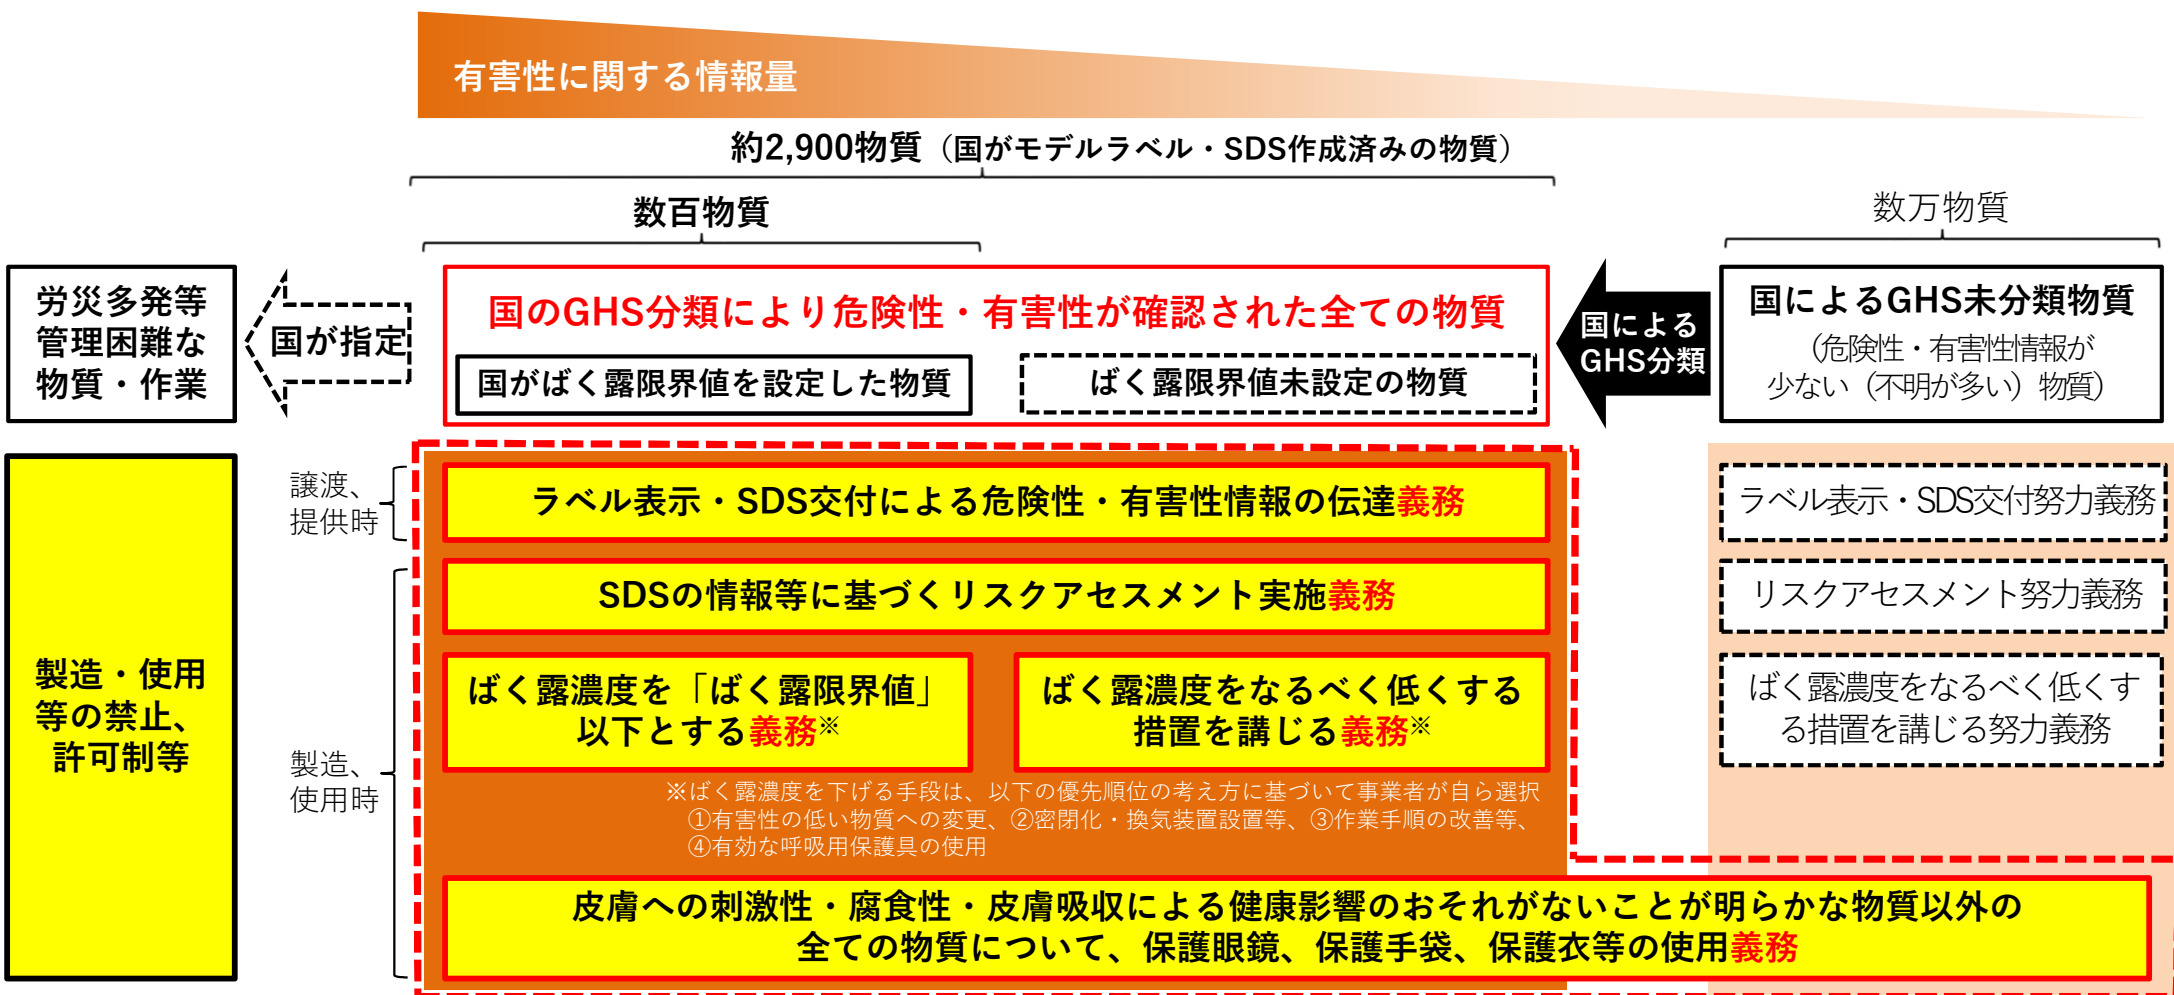 有害性に関する情報量
約2,900物質（国がモデルラベル・SDS作成済みの物質）
数百物質
数万物質
労災多発等
管理困難な
物質・作業
国が指定
国のGHS分類により危険性・有害性が確認された全ての物質
国がばく露限界値を設定した物質
ばく露限界値未設定の物質
国による
GHS分類
国によるGHS未分類物質
（危険性・有害性情報が
少ない（不明が多い）物質）
製造・使用
等の禁止、
許可制等
譲渡、
提供時
ラベル表示・SDS交付による危険性・有害性情報の伝達義務
ラベル表示・SDS交付努力義務
製造、
使用時
SDSの情報等に基づくリスクアセスメント実施義務
リスクアセスメント努力義務
ばく露濃度を「ばく露限界値」
以下とする義務※
ばく露濃度をなるべく低くする
措置を講じる義務※
ばく露濃度をなるべく低くす
る措置を講じる努力義務
※ばく露濃度を下げる手段は、以下の優先順位の考え方に基づいて事業者が自ら選択
①有害性の低い物質への変更、②密閉化・換気装置設置等、③作業手順の改善等、
④有効な呼吸用保護具の使用
皮膚への刺激性・腐食性・皮膚吸収による健康影響のおそれがないことが明らかな物質以外の
全ての物質について、保護眼鏡、保護手袋、保護衣等の使用義務